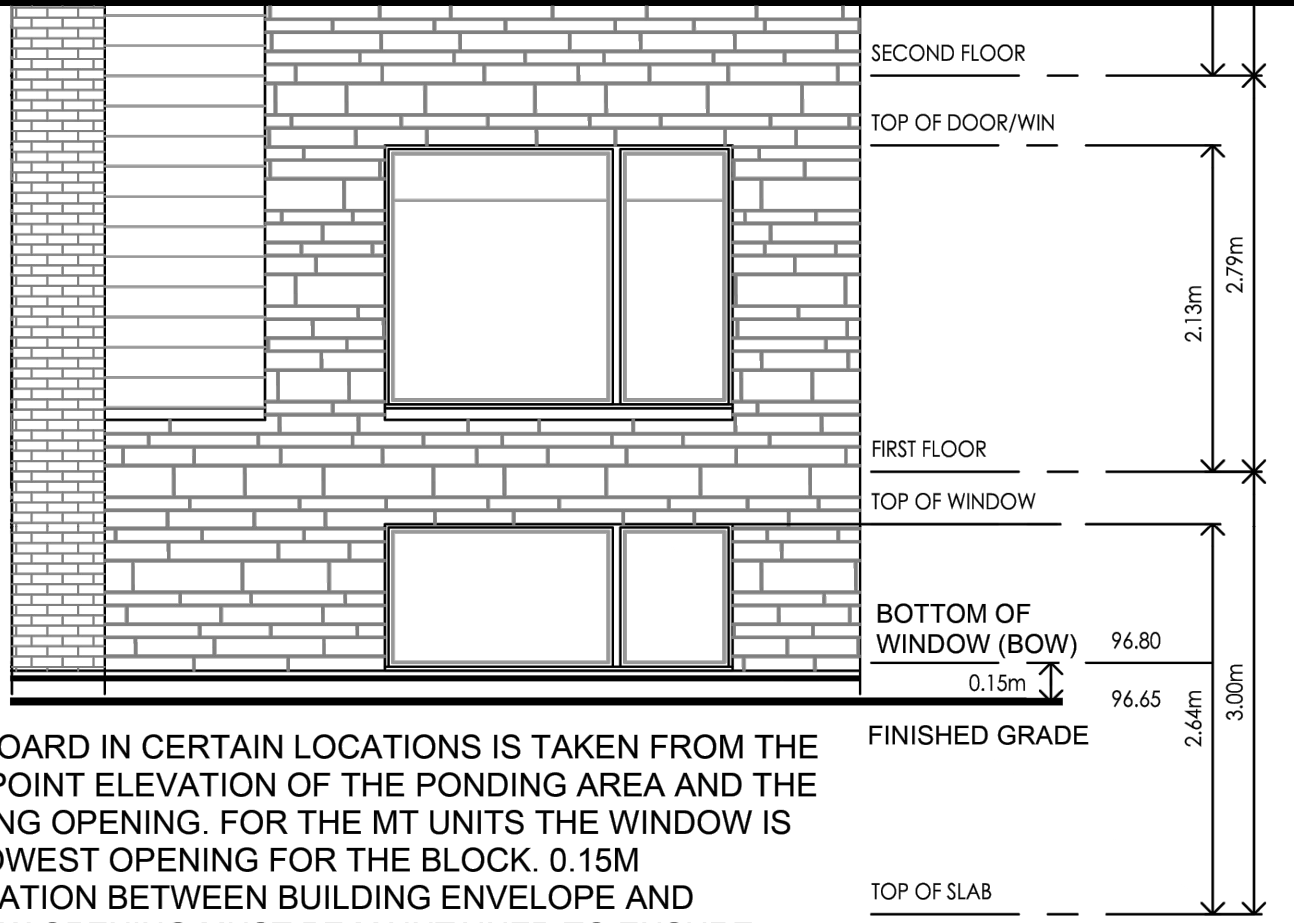 SECOND FLOOR
TOP OF DOOR/WIN
2.79m
2.13m
FIRST FLOOR
TOP OF WINDOW
BOTTOM OF
WINDOW (BOW) 96.80
0.15m
96.65
3.00m
2.64m
FINISHED GRADE
OARD IN CERTAIN LOCATIONS IS TAKEN FROM THE
POINT ELEVATION OF THE PONDING AREA AND THE
NG OPENING. FOR THE MT UNITS THE WINDOW IS
OWEST OPENING FOR THE BLOCK. 0.15M
ATION BETWEEN BUILDING ENVELOPE AND
TOP OF SLAB